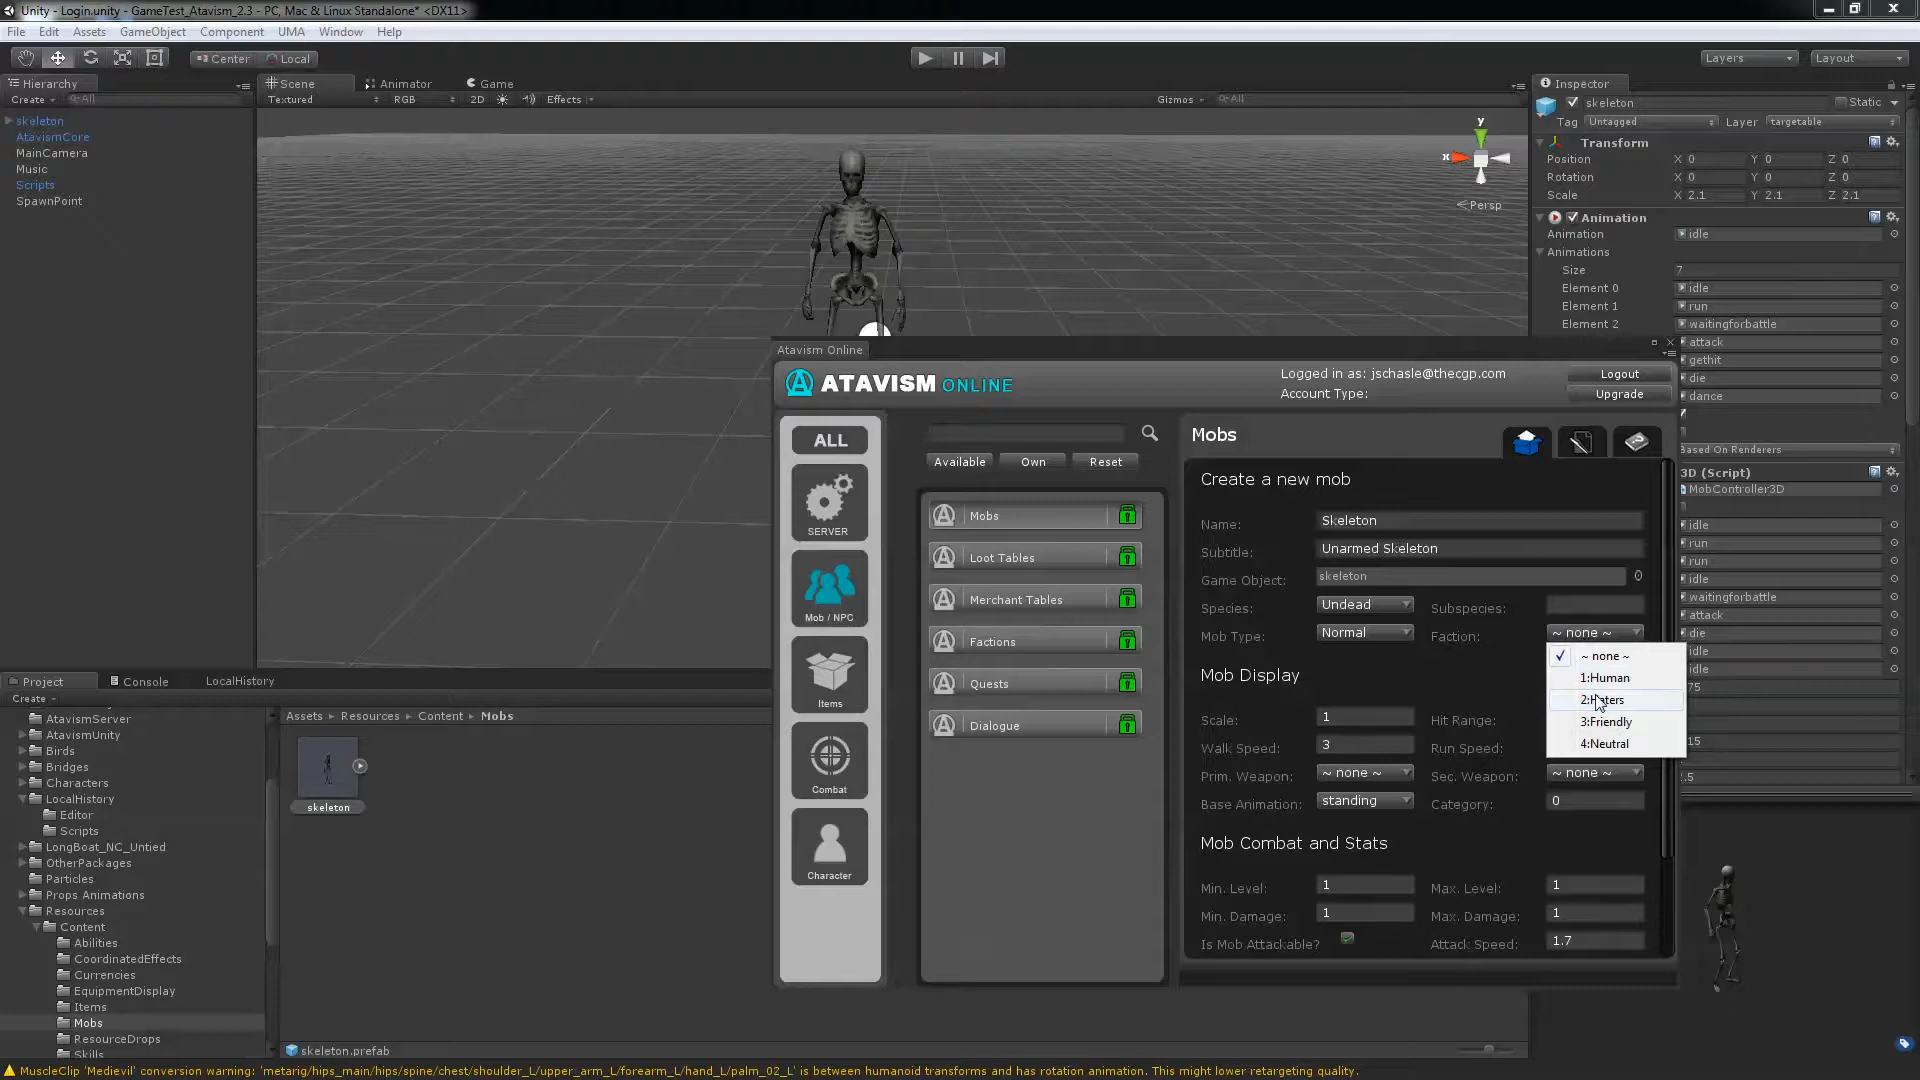 Unity - Login.unity - GameTest_Atavism_2.3 - PC, Mac & Linux Standalone* <DX11>
File Edit Assets GameObject Component UMA Window Help
Center Local Layers Layout
Hierarchy Scene Animator Game Inspector
Create All Textured RGB 2D Effects Gizmos All
skeleton Static
Tag Untagged Layer targetable
skeleton
AtavismCore
MainCamera
Music
Scripts
SpawnPoint
y
x
Persp
Transform
Position X 0 Y 0 Z 0
Rotation X 0 Y 0 Z 0
Scale X 2.1 Y 2.1 Z 2.1
Animation
Animation idle
Animations
Size 7
Element 0 idle
Element 1 run
Element 2 waitingforbattle
attack
gethit
die
dance
Based On Renderers
3D (Script)
MobController3D
idle
run
run
idle
waitingforbattle
attack
die
idle
idle
75
15
.5
Atavism Online
ATAVISM ONLINE
Logged in as: jschasle@thecgp.com Logout
Account Type: Upgrade
ALL
SERVER
Mob / NPC
Items
Combat
Character
Available Own Reset
Mobs
Loot Tables
Merchant Tables
Factions
Quests
Dialogue
Mobs
Create a new mob
Name: Skeleton
Subtitle: Unarmed Skeleton
Game Object: skeleton
Species: Undead Subspecies:
Mob Type: Normal Faction: ~ none ~
~ none ~
1:Human
2:Haters
3:Friendly
4:Neutral
Mob Display
Scale: 1 Hit Range:
Walk Speed: 3 Run Speed:
Prim. Weapon: ~ none ~ Sec. Weapon: ~ none ~
Base Animation: standing Category: 0
Mob Combat and Stats
Min. Level: 1 Max. Level: 1
Min. Damage: 1 Max. Damage: 1
Is Mob Attackable? Attack Speed: 1.7
Project Console LocalHistory
Create
Assets Resources Content Mobs
AtavismServer
AtavismUnity
Birds
Bridges
Characters
LocalHistory
Editor
Scripts
LongBoat_NC_Untied
OtherPackages
Particles
Props Animations
Resources
Content
Abilities
CoordinatedEffects
Currencies
EquipmentDisplay
Items
Mobs
ResourceDrops
Skills
skeleton
skeleton.prefab
MuscleClip 'Medievil' conversion warning: 'metarig/hips_main/hips/spine/chest/shoulder_L/upper_arm_L/forearm_L/hand_L/palm_02_L' is between humanoid transforms and has rotation animation. This might lower retargeting quality.